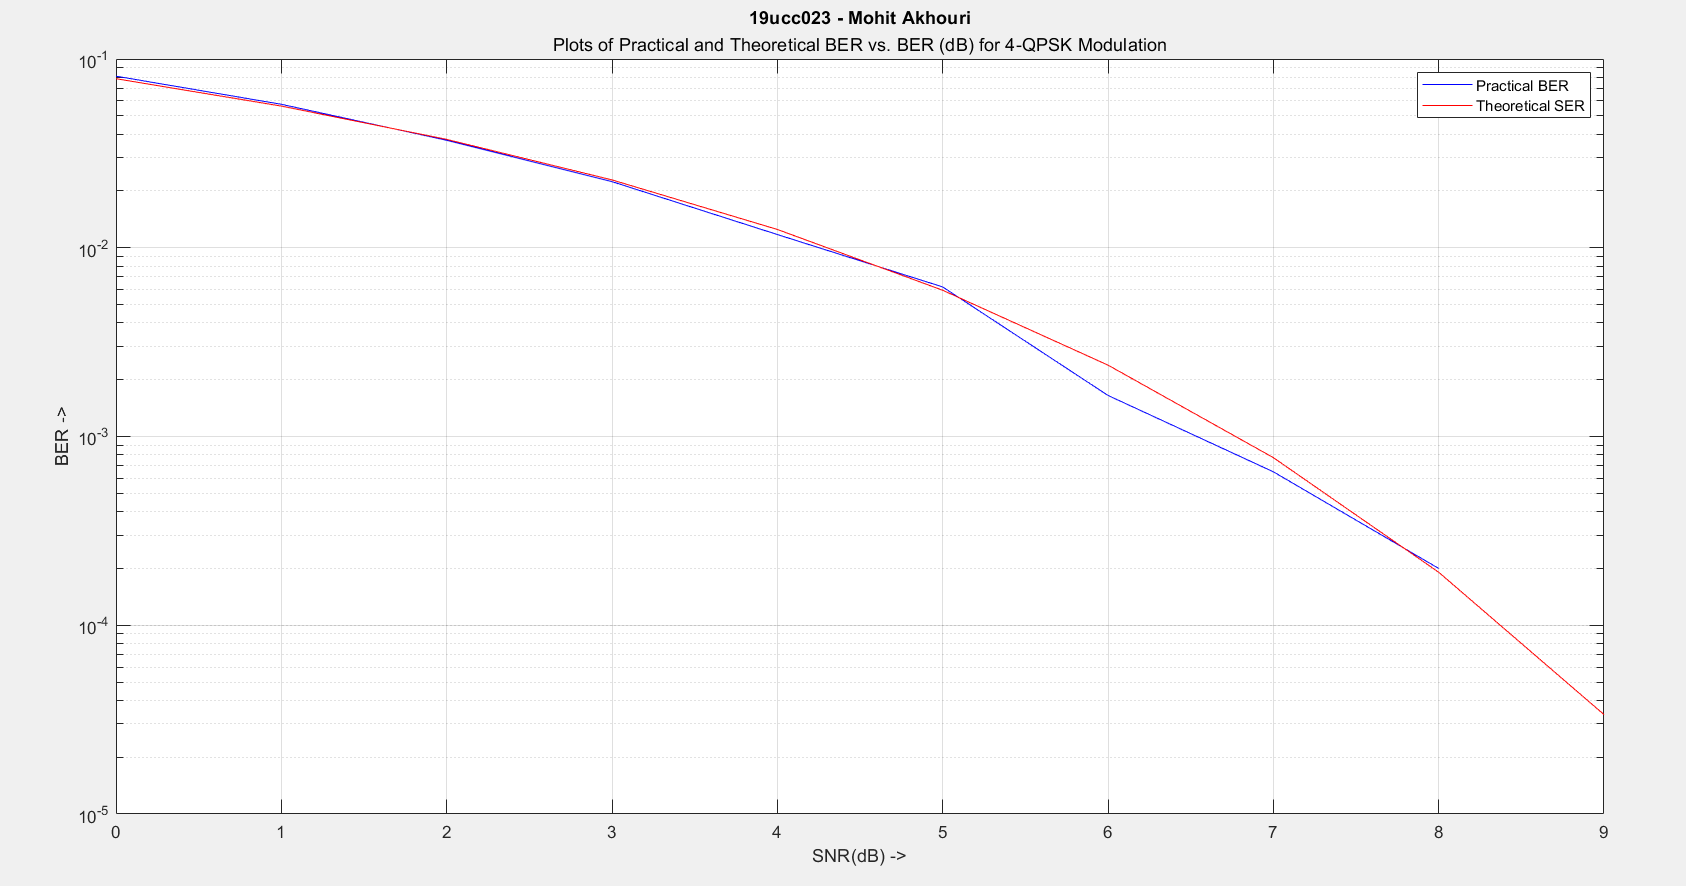 19ucc023 - Mohit Akhouri
Plots of Practical and Theoretical BER vs. BER (dB) for 4-QPSK Modulation
Practical BER
Theoretical SER
10^-1
10^-2
10^-3
10^-4
10^-5
BER ->
0 1 2 3 4 5 6 7 8 9
SNR(dB) ->